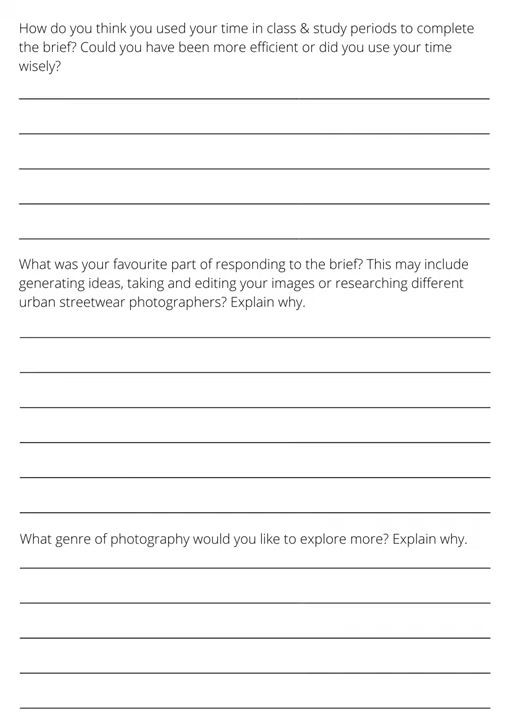 How do you think you used your time in class & study periods to complete
the brief? Could you have been more efficient or did you use your time
wisely?
What was your favourite part of responding to the brief? This may include
generating ideas, taking and editing your images or researching different
urban streetwear photographers? Explain why.
What genre of photography would you like to explore more? Explain why.